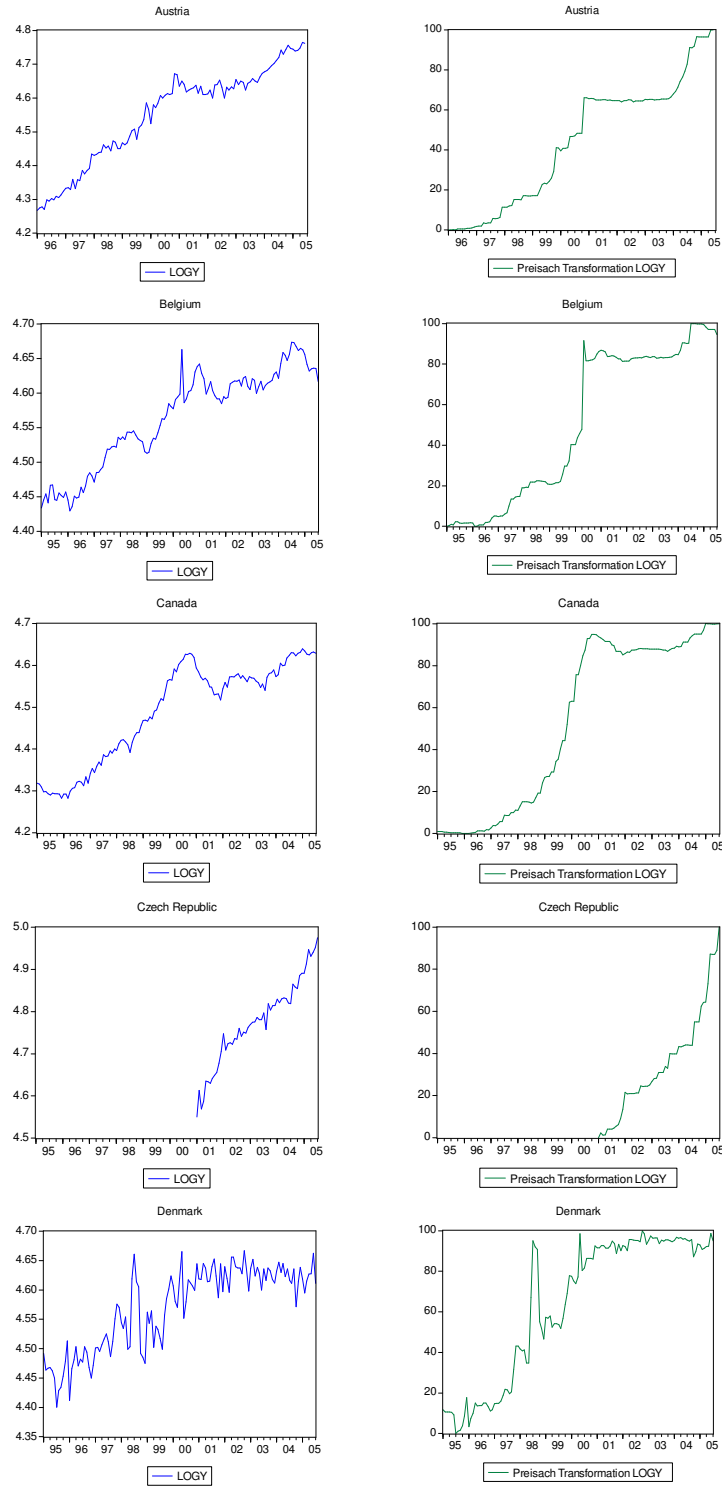 Austria
4.8
4.7
4.6
4.5
4.4
4.3
4.2
96 97 98 99 00 01 02 03 04 05
LOGY
Austria
100
80
60
40
20
0
96 97 98 99 00 01 02 03 04 05
Preisach Transformation LOGY
Belgium
4.70
4.65
4.60
4.55
4.50
4.45
4.40
95 96 97 98 99 00 01 02 03 04 05
LOGY
Belgium
100
80
60
40
20
0
95 96 97 98 99 00 01 02 03 04 05
Preisach Transformation LOGY
Canada
4.7
4.6
4.5
4.4
4.3
4.2
95 96 97 98 99 00 01 02 03 04 05
LOGY
Canada
100
80
60
40
20
0
95 96 97 98 99 00 01 02 03 04 05
Preisach Transformation LOGY
Czech Republic
5.0
4.9
4.8
4.7
4.6
4.5
95 96 97 98 99 00 01 02 03 04 05
LOGY
Czech Republic
100
80
60
40
20
0
95 96 97 98 99 00 01 02 03 04 05
Preisach Transformation LOGY
Denmark
4.70
4.65
4.60
4.55
4.50
4.45
4.40
4.35
95 96 97 98 99 00 01 02 03 04 05
LOGY
Denmark
100
80
60
40
20
0
95 96 97 98 99 00 01 02 03 04 05
Preisach Transformation LOGY